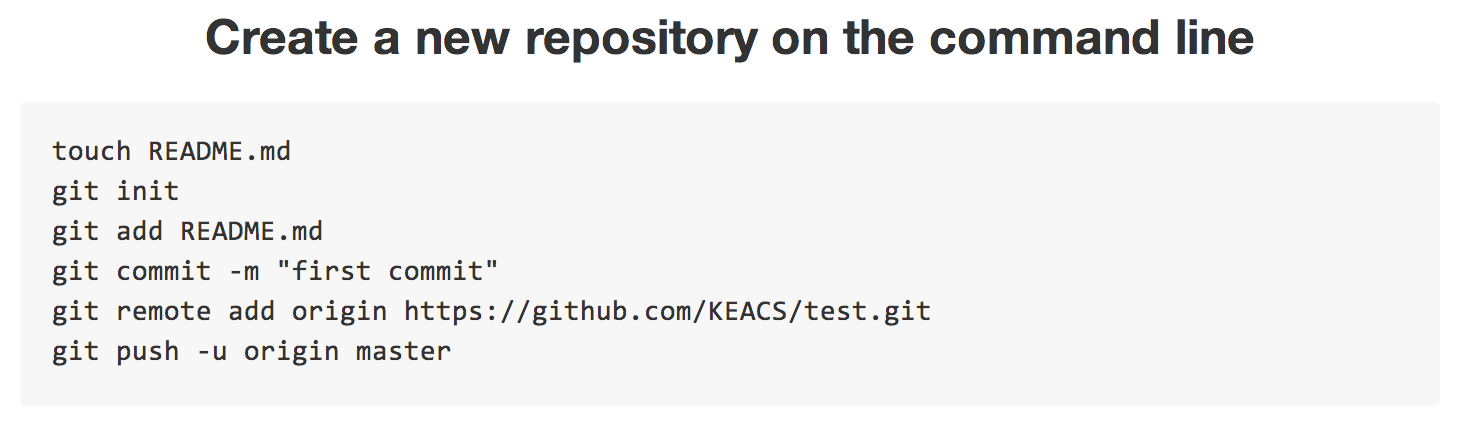 Create a new repository on the command line
touch README.md
git init
git add README.md
git commit -m "first commit"
git remote add origin https://github.com/KEACS/test.git
git push -u origin master